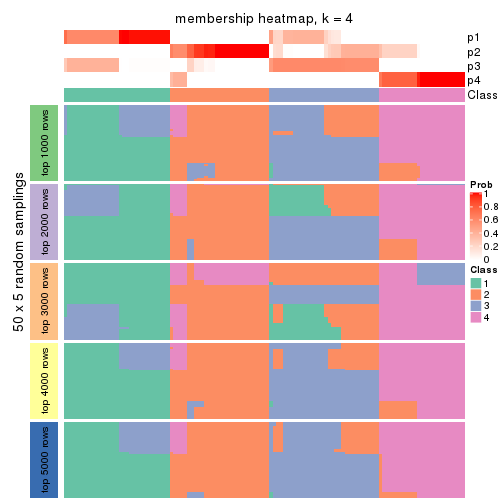 membership heatmap, k = 4
p1
p2
p3
p4
Class
50 x 5 random samplings
top 1000 rows
top 2000 rows
top 3000 rows
top 4000 rows
top 5000 rows
Prob
1
0.8
0.6
0.4
0.2
0
Class
1
2
3
4